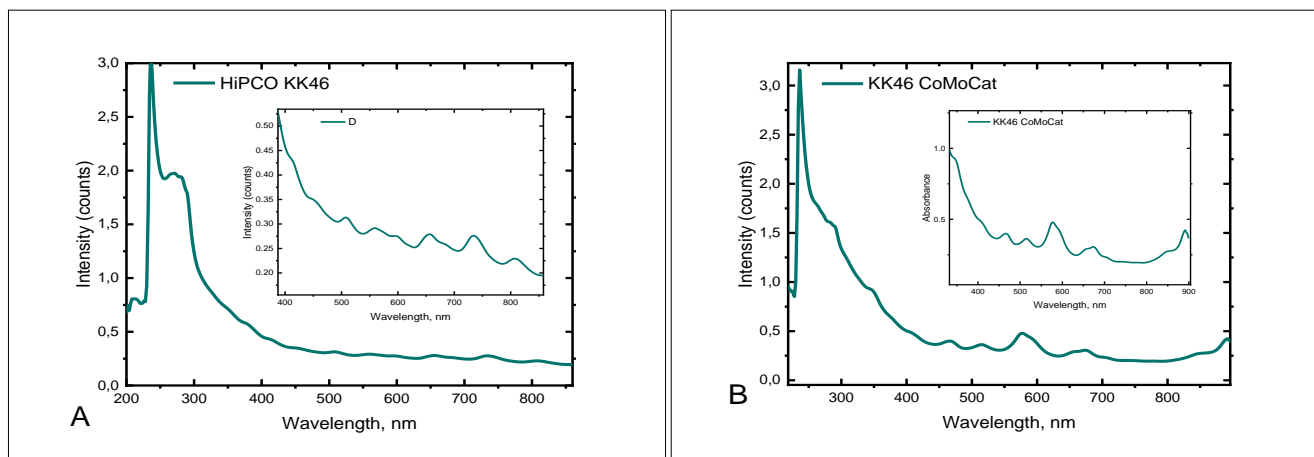 HiPCO KK46
3,0
2,5
2,0
1,5
1,0
0,5
0,0
Intensity (counts)
200 300 400 500 600 700 800
Wavelength, nm
A
D
0.50
0.45
0.40
0.35
0.30
0.25
0.20
Intensity (counts)
400 500 600 700 800
Wavelength, nm
KK46 CoMoCat
3,0
2,5
2,0
1,5
1,0
0,5
0,0
Intensity (counts)
300 400 500 600 700 800
Wavelength, nm
B
KK46 CoMoCat
1.0
0.5
Absorbance
400 500 600 700 800 900
Wavelength, nm